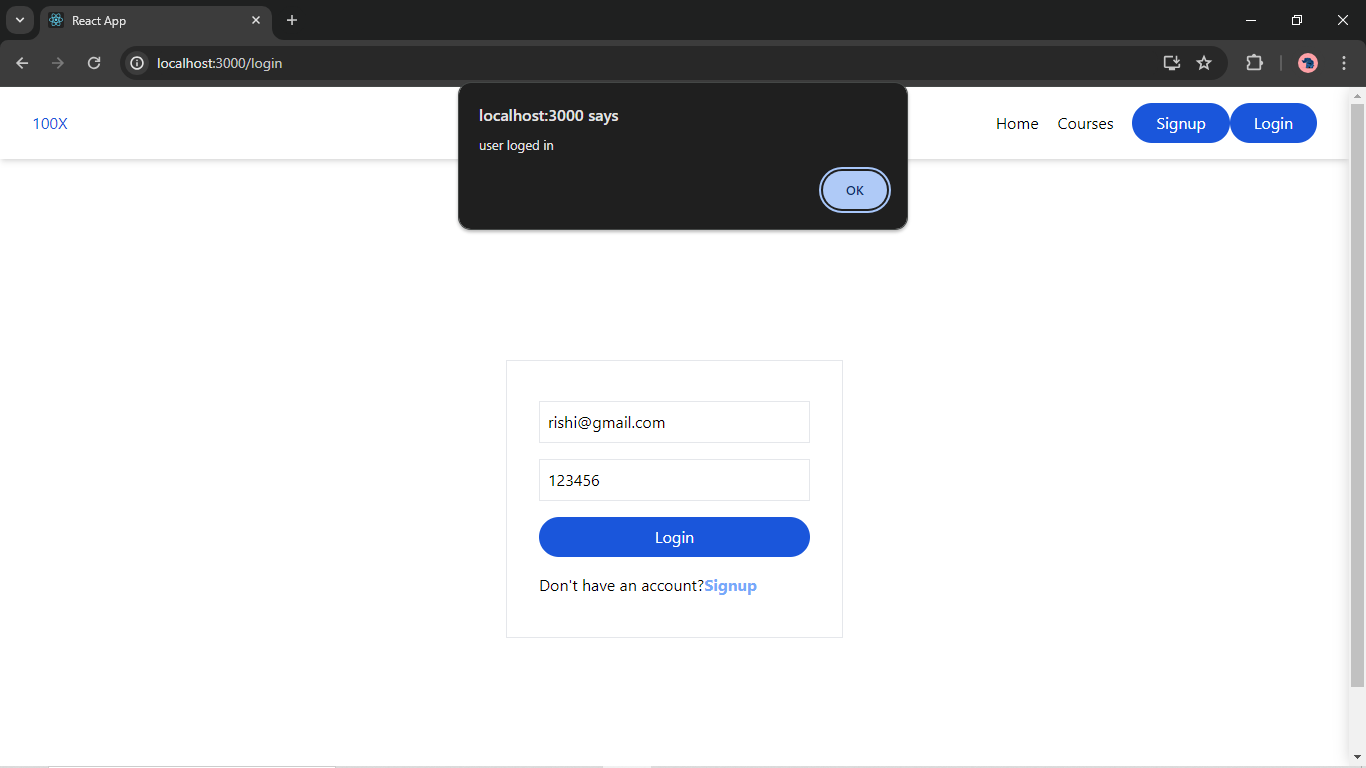 React App
localhost:3000/login
100X
Home Courses Signup Login
localhost:3000 says
user loged in
OK
rishi@gmail.com
123456
Login
Don't have an account?Signup